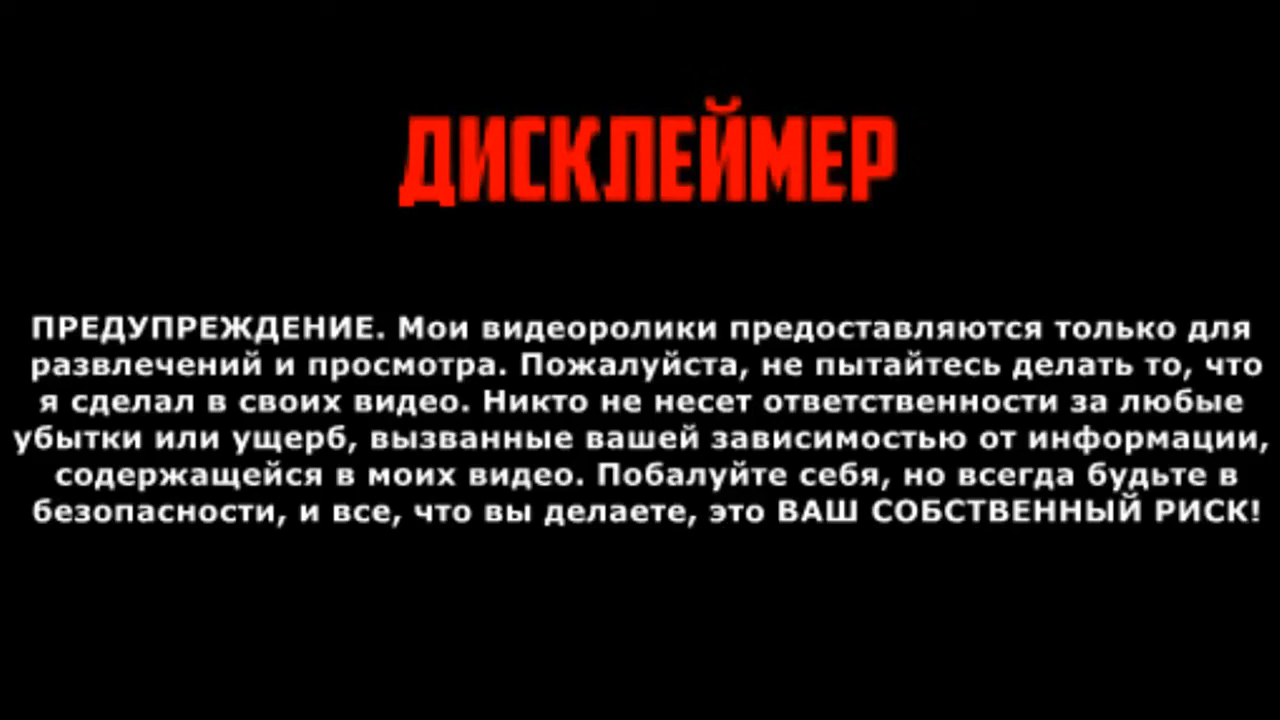 ДИСКЛЕЙМЕР
ПРЕДУПРЕЖДЕНИЕ. Мои видеоролики предоставляются только для
развлечений и просмотра. Пожалуйста, не пытайтесь делать то, что
я сделал в своих видео. Никто не несет ответственности за любые
убытки или ущерб, вызванные вашей зависимостью от информации,
содержащейся в моих видео. Побалуйте себя, но всегда будьте в
безопасности, и все, что вы делаете, это ВАШ СОБСТВЕННЫЙ РИСК!